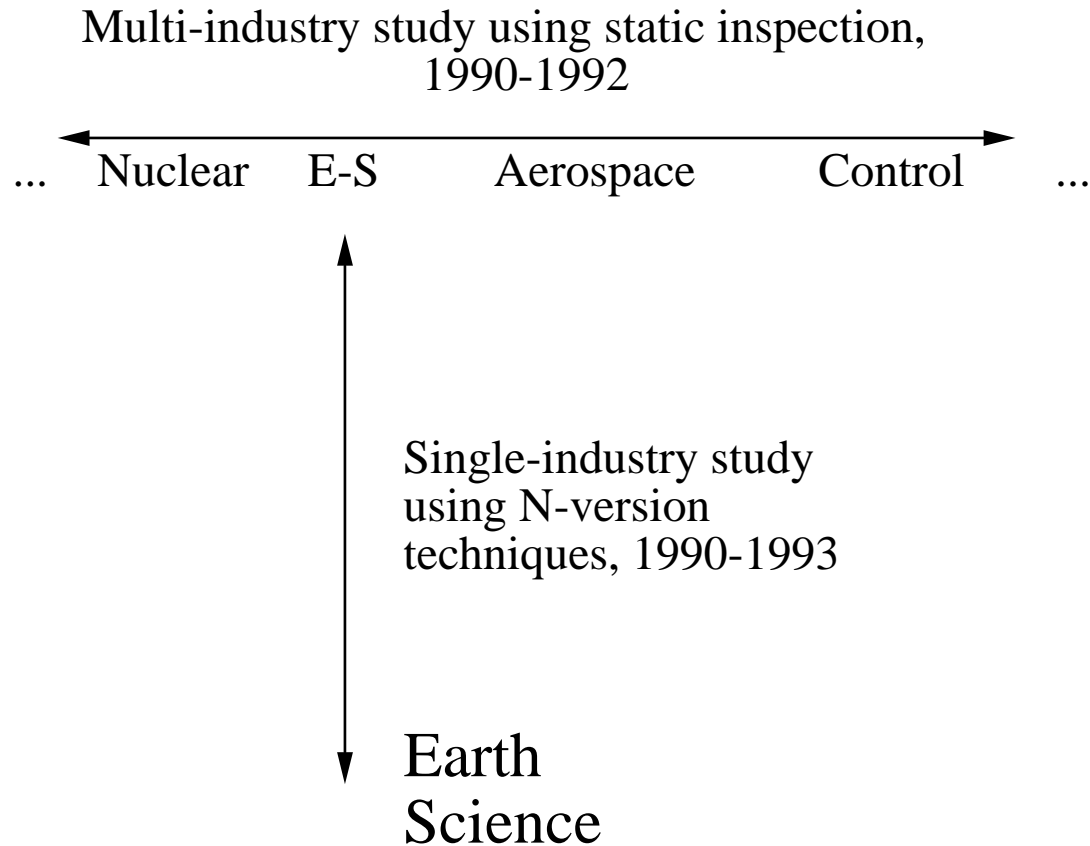 Multi-industry study using static inspection,
1990-1992
... Nuclear E-S Aerospace Control ...
Single-industry study
using N-version
techniques, 1990-1993
Earth
Science